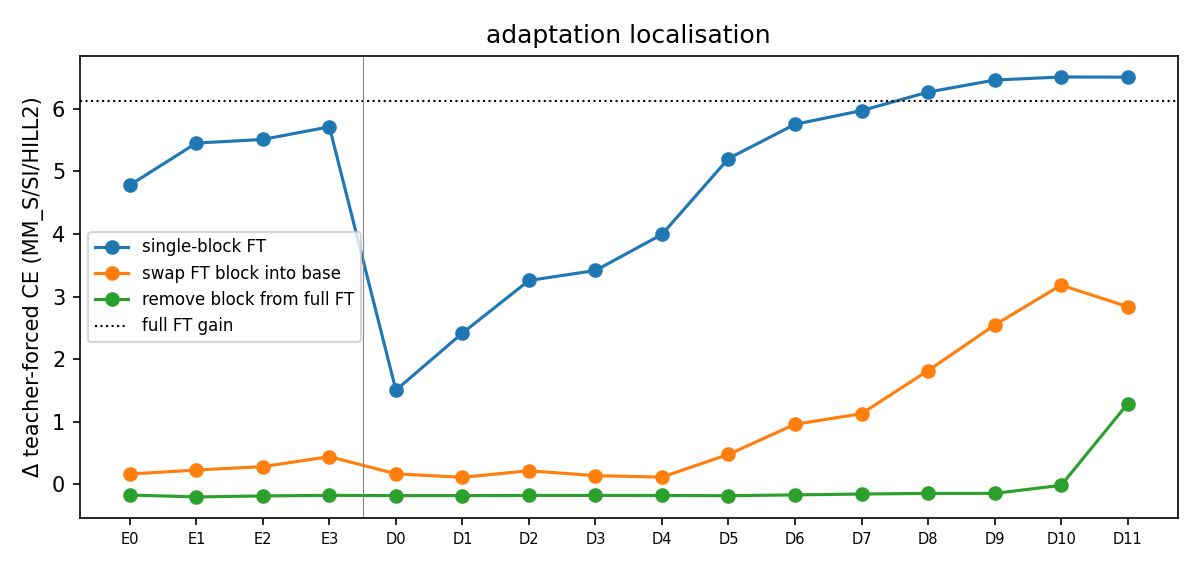 adaptation localisation
Δ teacher-forced CE (MM_S/SI/HILL2)
6
5
4
3
2
1
0
single-block FT
swap FT block into base
remove block from full FT
full FT gain
E0 E1 E2 E3 D0 D1 D2 D3 D4 D5 D6 D7 D8 D9 D10 D11